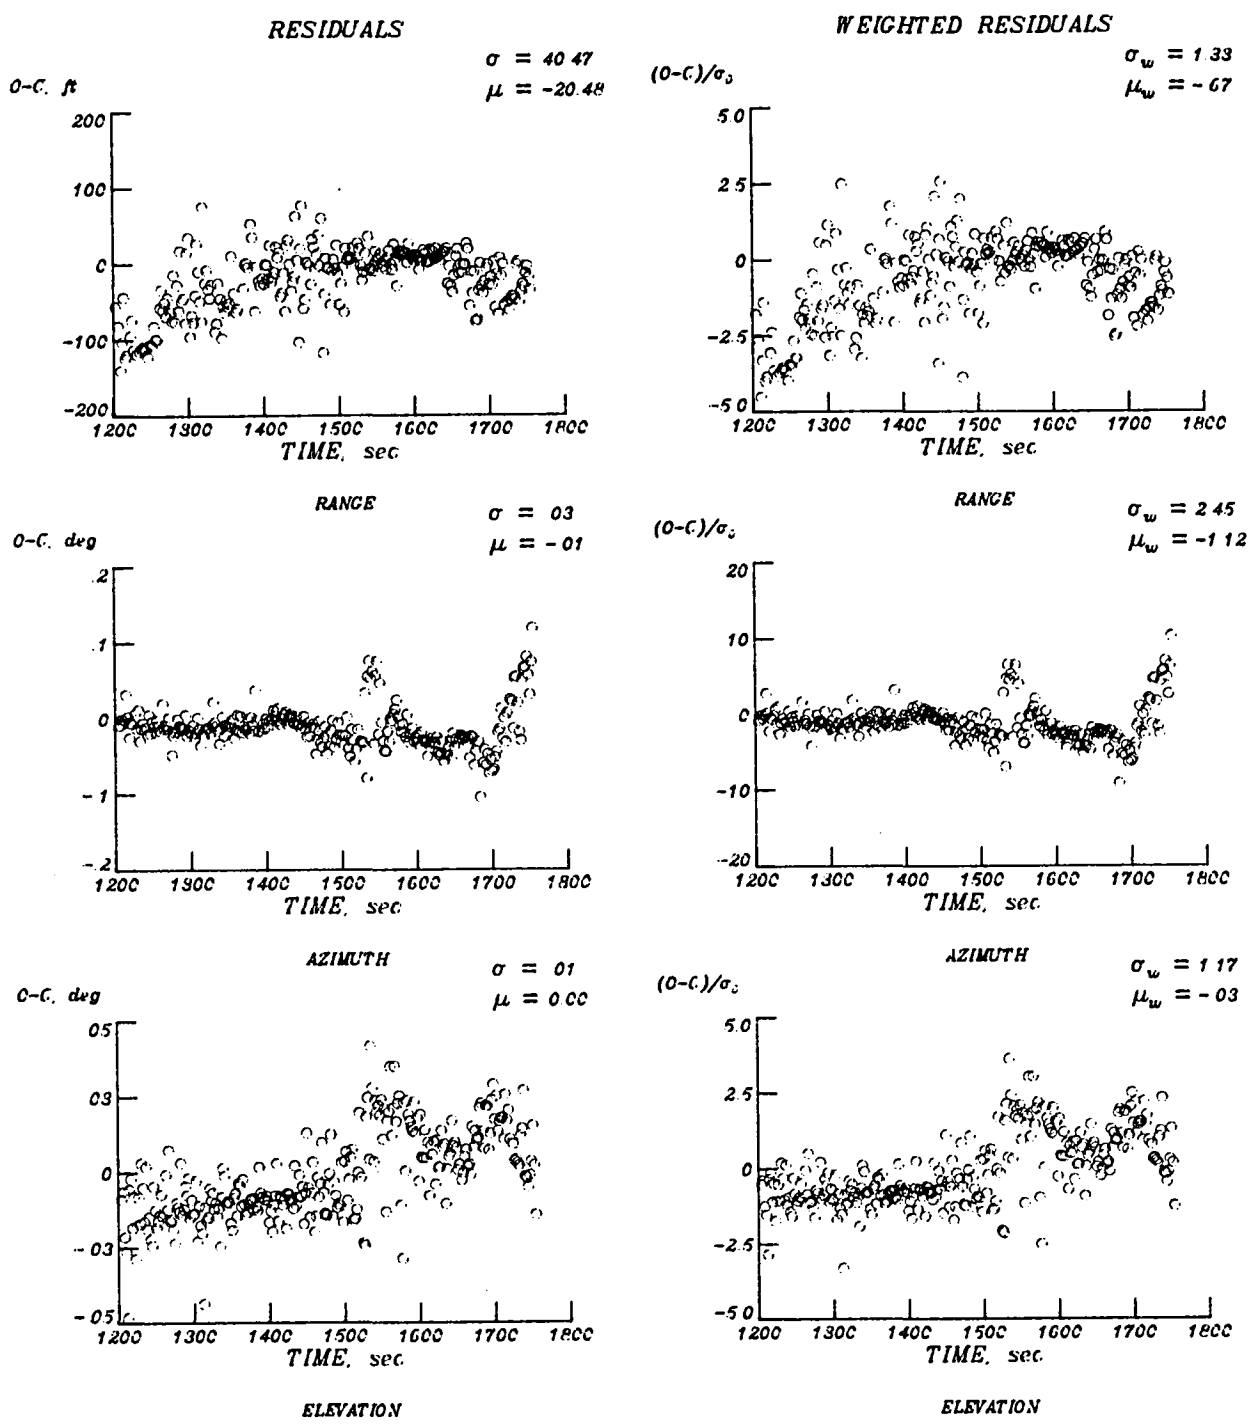 RESIDUALS
σ = 40 47
μ = -20.48
O-C, ft
200
100
0
-100
-200
1200 1300 1400 1500 1600 1700 1800
TIME, sec
RANGE
WEIGHTED RESIDUALS
σw = 1.33
μw = - 67
(O-C)/σ
5.0
2.5
0
-2.5
-5 0
1200 1300 1400 1500 1600 1700 1800
TIME, sec
RANGE
σ = 03
μ = - 01
O-C, deg
.2
.1
0
- 1
-.2
1200 1300 1400 1500 1600 1700 1800
TIME, sec
AZIMUTH
σw = 2 45
μw = -1 12
(O-C)/σ
20
10
0
-10
-20
1200 1300 1400 1500 1600 1700 1800
TIME, sec
AZIMUTH
σ = 01
μ = 0.00
O-C, deg
05
03
0
- 03
- 05
1200 1300 1400 1500 1600 1700 1800
TIME, sec
ELEVATION
σw = 1 17
μw = - 03
(O-C)/σ
5.0
2.5
0
-2.5
-5 0
1200 1300 1400 1500 1600 1700 1800
TIME, sec
ELEVATION